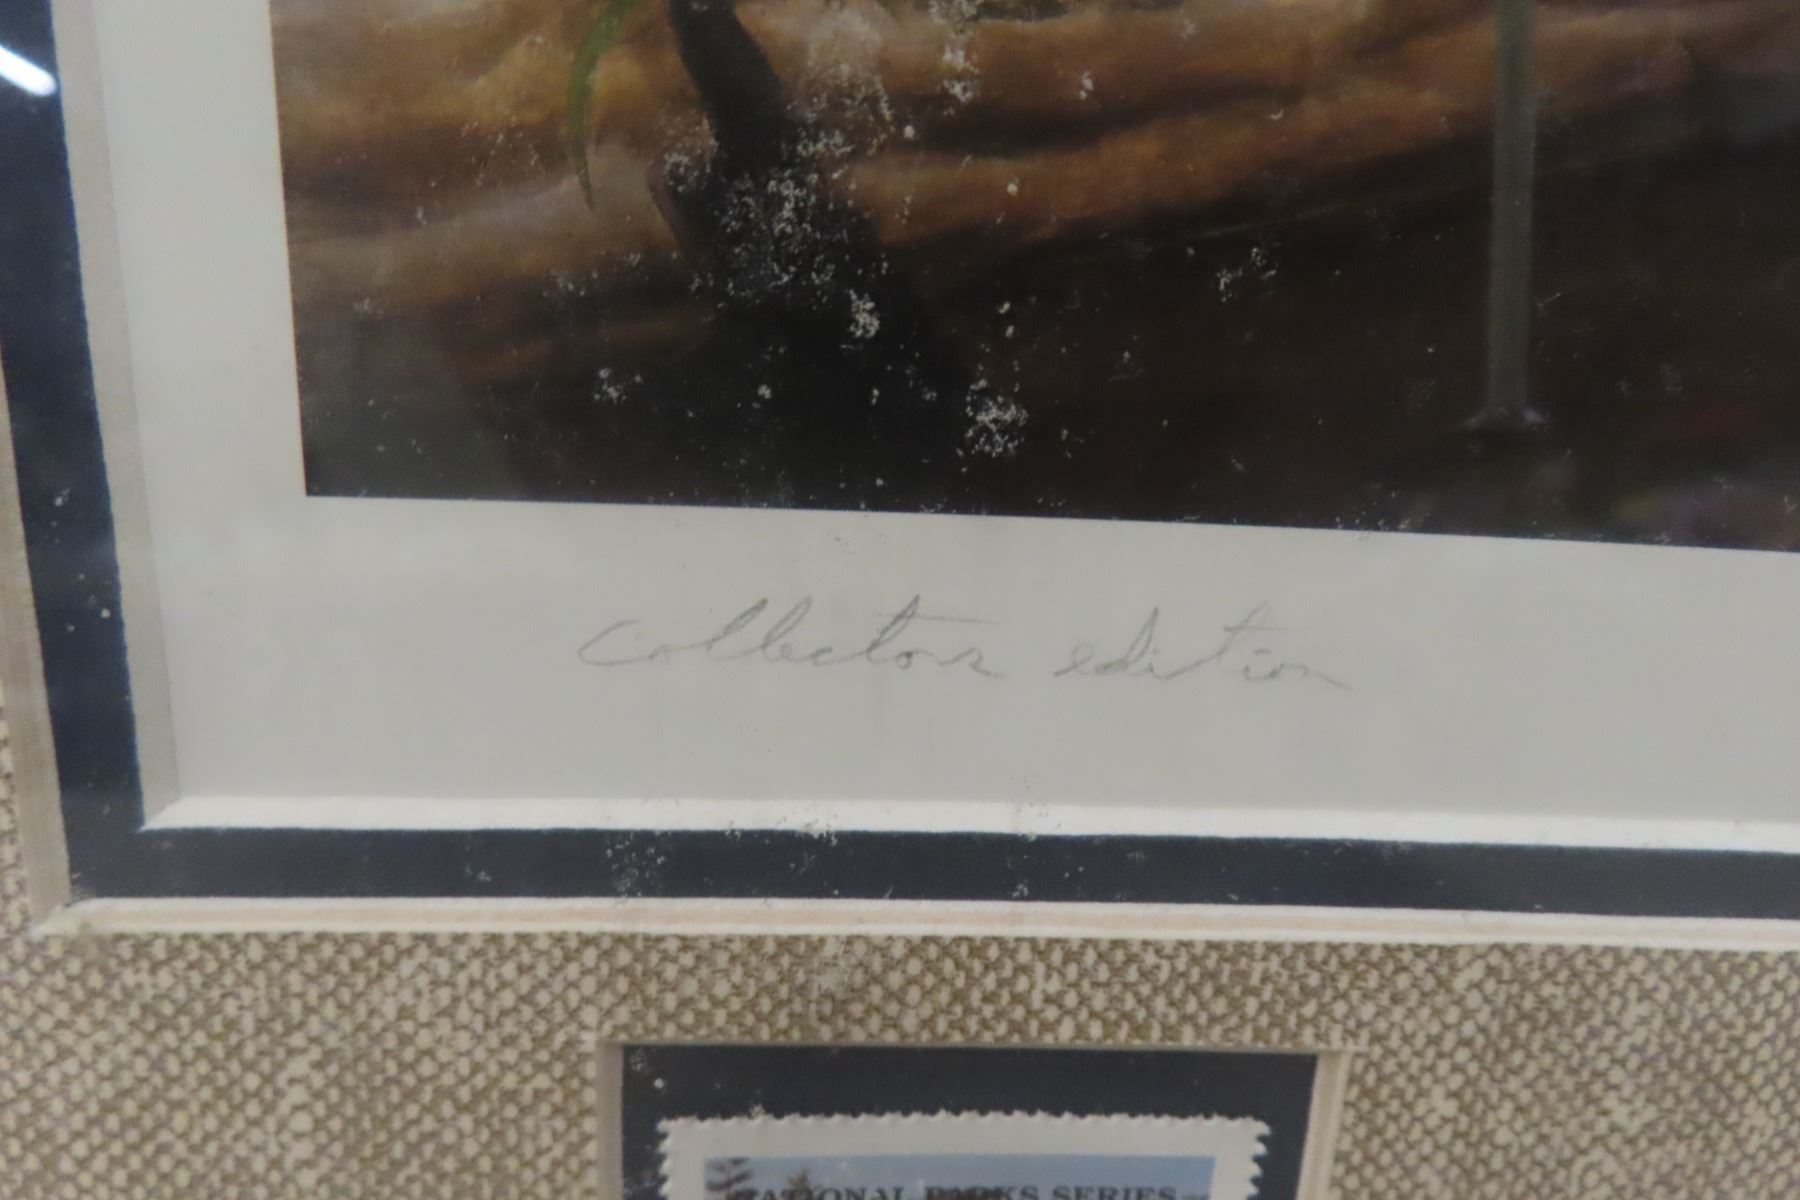 collectors edition
NATIONAL PARKS SERIES